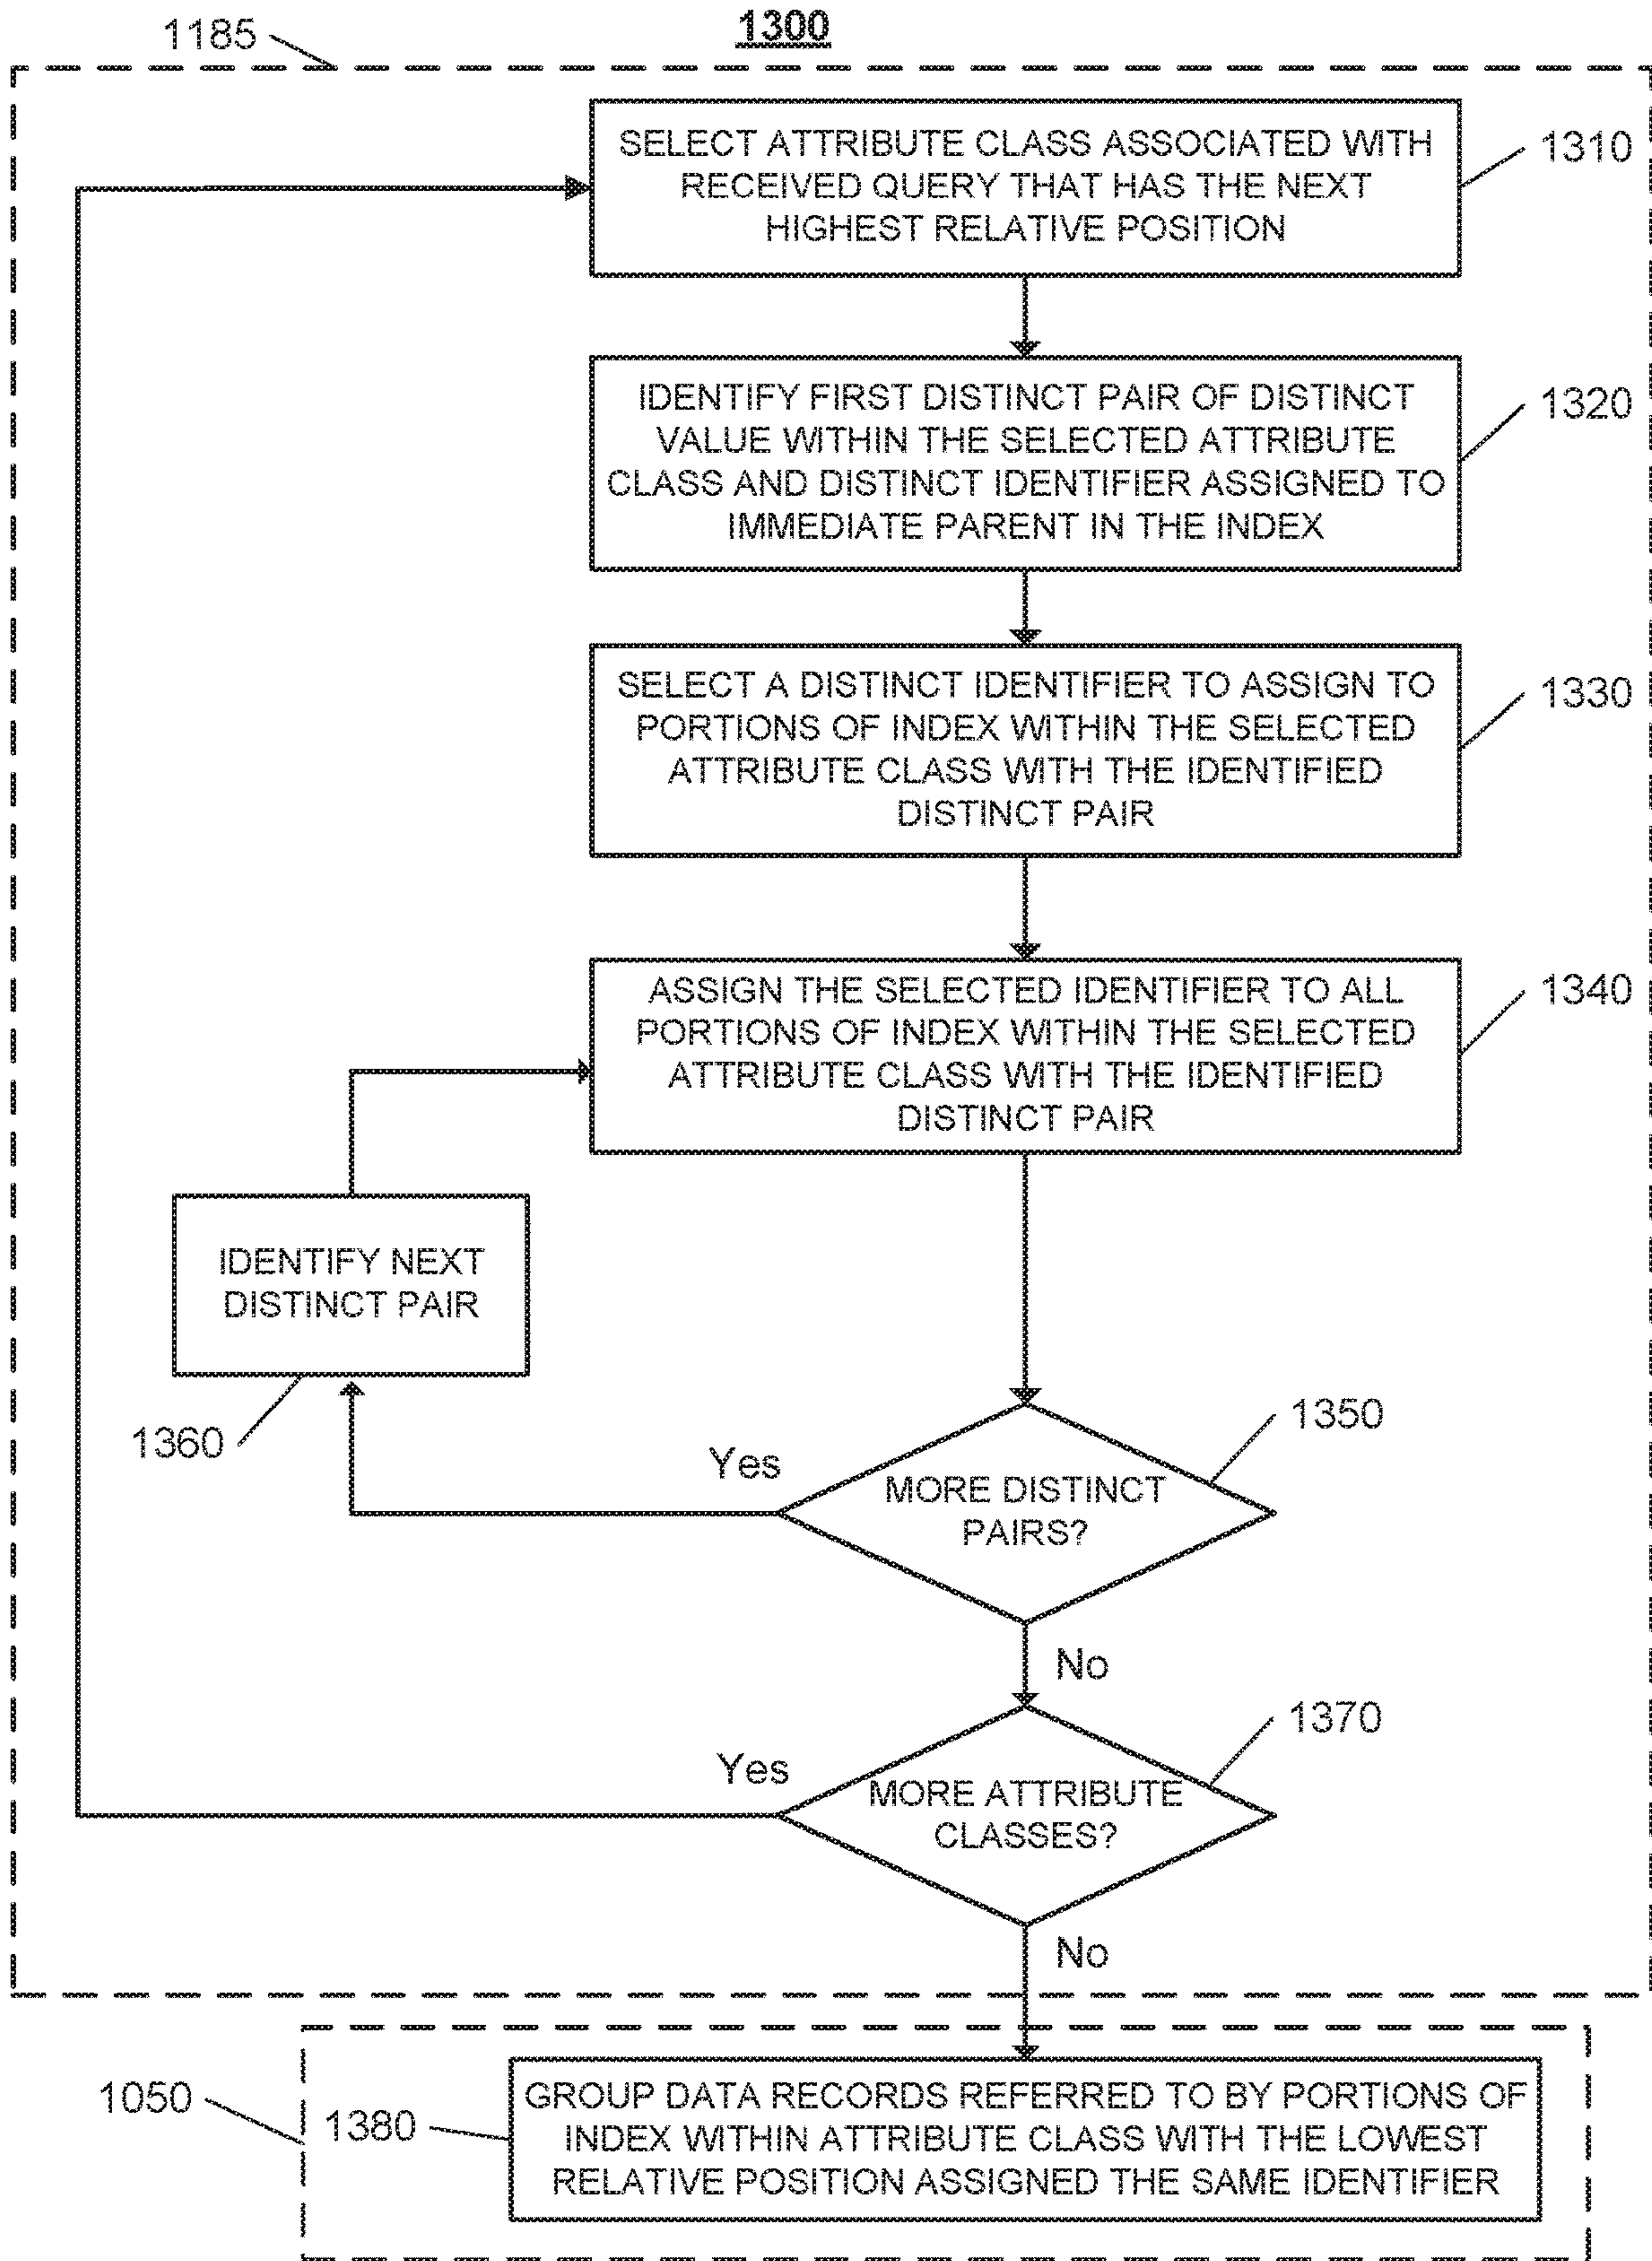 1300
1185
SELECT ATTRIBUTE CLASS ASSOCIATED WITH
RECEIVED QUERY THAT HAS THE NEXT
HIGHEST RELATIVE POSITION
1310
IDENTIFY FIRST DISTINCT PAIR OF DISTINCT
VALUE WITHIN THE SELECTED ATTRIBUTE
CLASS AND DISTINCT IDENTIFIER ASSIGNED TO
IMMEDIATE PARENT IN THE INDEX
1320
SELECT A DISTINCT IDENTIFIER TO ASSIGN TO
PORTIONS OF INDEX WITHIN THE SELECTED
ATTRIBUTE CLASS WITH THE IDENTIFIED
DISTINCT PAIR
1330
ASSIGN THE SELECTED IDENTIFIER TO ALL
PORTIONS OF INDEX WITHIN THE SELECTED
ATTRIBUTE CLASS WITH THE IDENTIFIED
DISTINCT PAIR
1340
IDENTIFY NEXT
DISTINCT PAIR
1360
Yes
MORE DISTINCT
PAIRS?
1350
No
Yes
MORE ATTRIBUTE
CLASSES?
1370
No
1050
1380
GROUP DATA RECORDS REFERRED TO BY PORTIONS OF
INDEX WITHIN ATTRIBUTE CLASS WITH THE LOWEST
RELATIVE POSITION ASSIGNED THE SAME IDENTIFIER